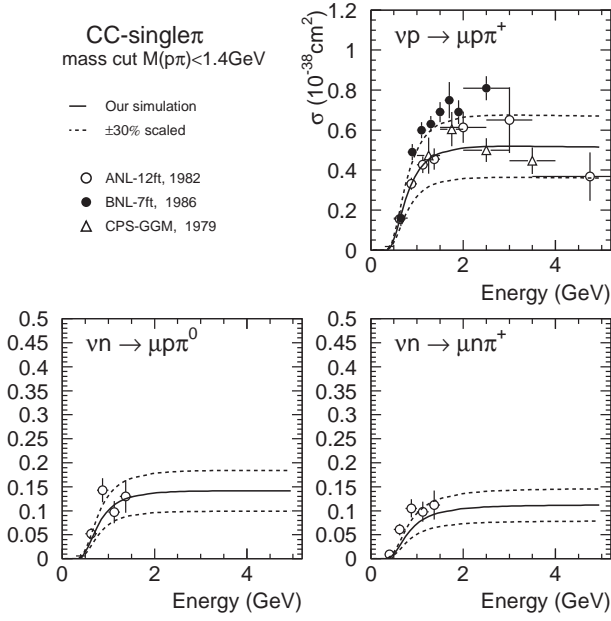 CC-singleπ
mass cut M(pπ)<1.4GeV
Our simulation
±30% scaled
ANL-12ft, 1982
BNL-7ft, 1986
CPS-GGM, 1979
νp → μpπ⁺
σ (10⁻³⁸cm²)
1.2
1
0.8
0.6
0.4
0.2
0
0 2 4
Energy (GeV)
νn → μpπ⁰
0.5
0.45
0.4
0.35
0.3
0.25
0.2
0.15
0.1
0.05
0
0 2 4
Energy (GeV)
νn → μnπ⁺
0.5
0.45
0.4
0.35
0.3
0.25
0.2
0.15
0.1
0.05
0
0 2 4
Energy (GeV)